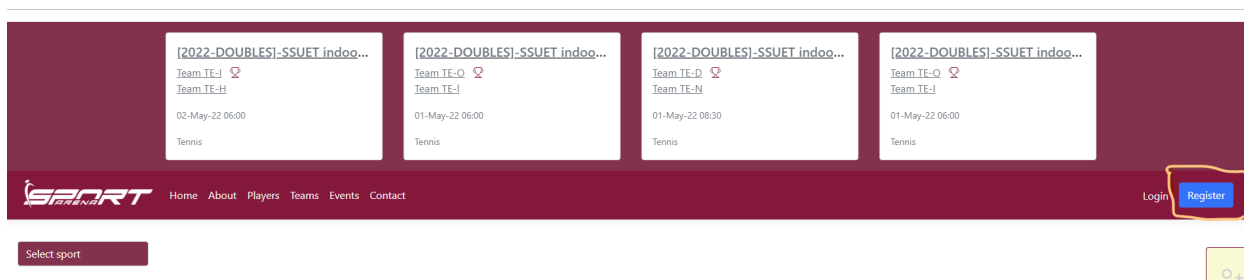 [2022-DOUBLES]-SSUET indoo...
Team TE-I
Team TE-H
02-May-22 06:00
Tennis
[2022-DOUBLES]-SSUET indoo...
Team TE-O
Team TE-I
01-May-22 06:00
Tennis
[2022-DOUBLES]-SSUET indoo...
Team TE-D
Team TE-N
01-May-22 08:30
Tennis
[2022-DOUBLES]-SSUET indoo...
Team TE-O
Team TE-I
01-May-22 06:00
Tennis
SPORT
ARENA
Home About Players Teams Events Contact
Login Register
Select sport